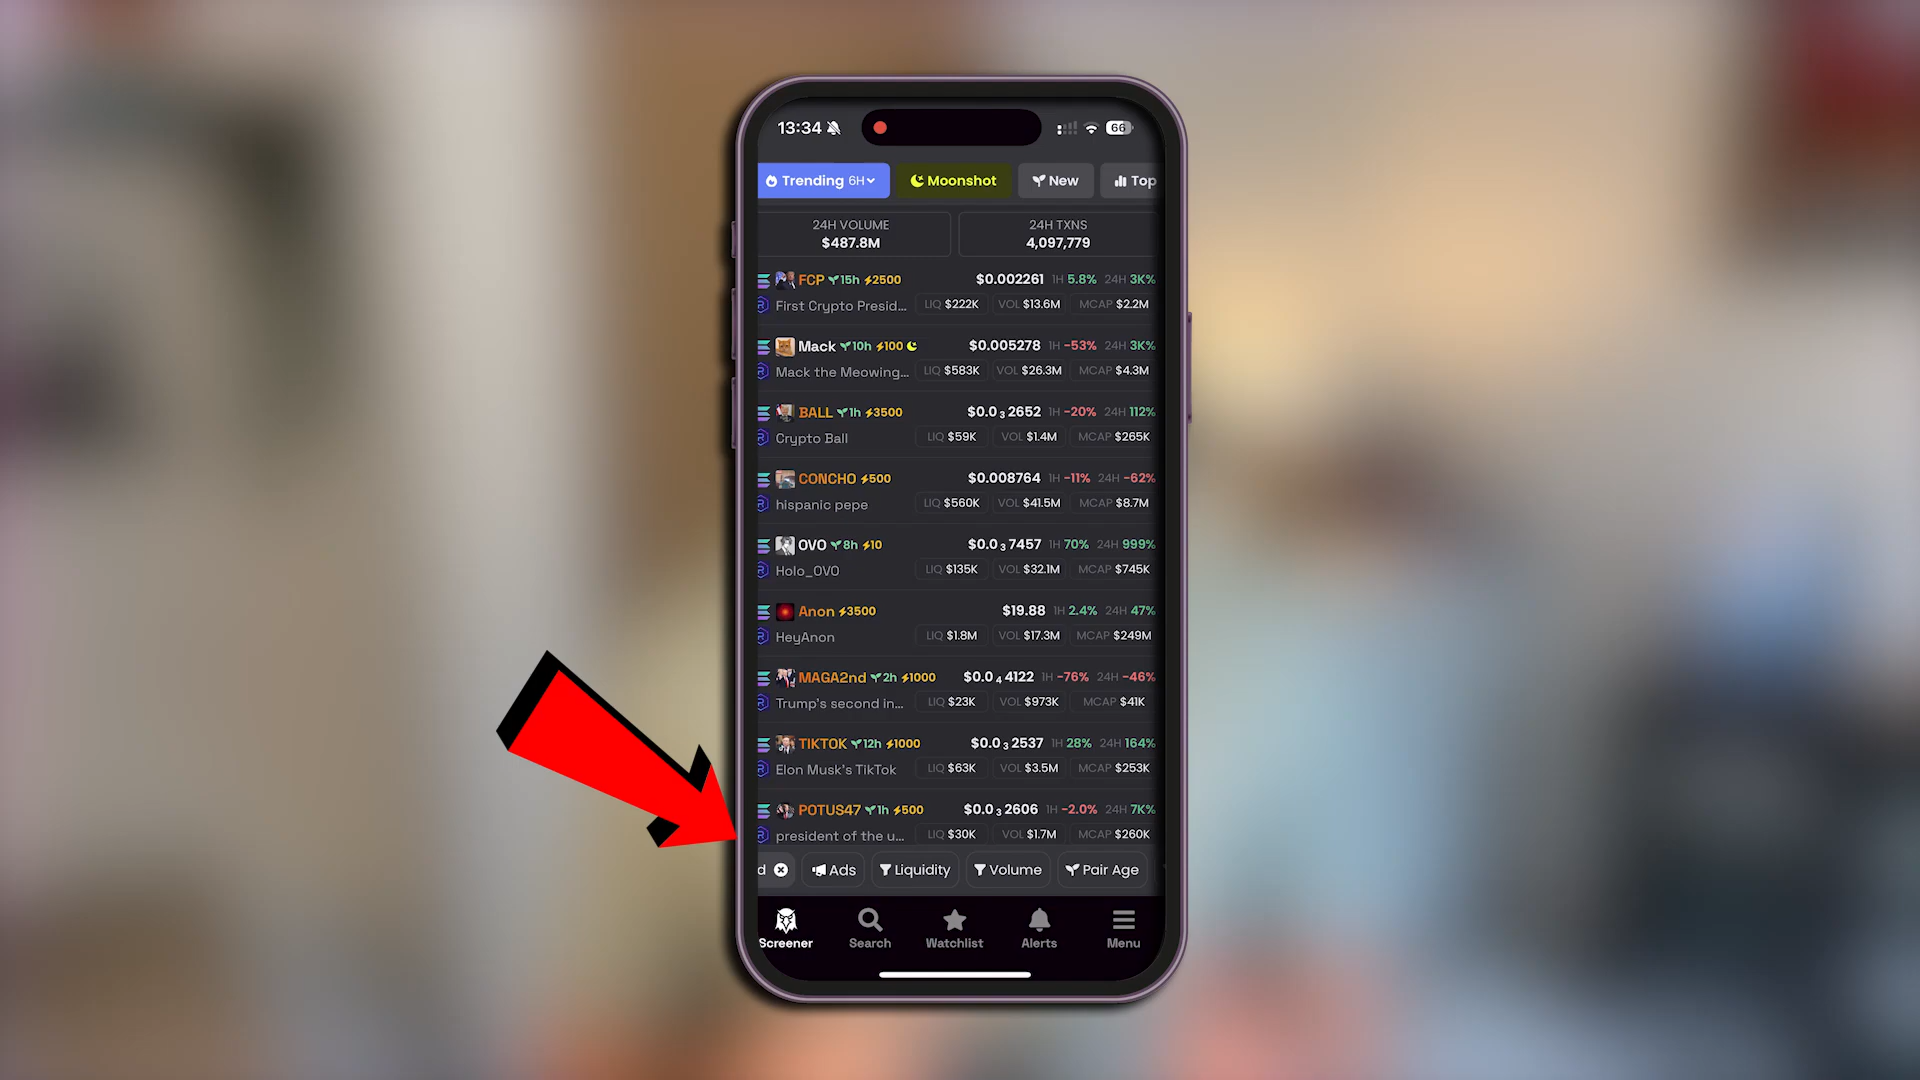 13:34 66
Trending 6H Moonshot New Top
24H VOLUME 24H TXNS
$487.8M 4,097,779
FCP 15h 2500 $0.002261 1H 5.8% 24H 3K%
First Crypto Presid... LIQ $222K VOL $13.6M MCAP $2.2M
Mack 10h 100 $0.005278 1H -53% 24H 3K%
Mack the Meowing... LIQ $583K VOL $26.3M MCAP $4.3M
BALL 1h 3500 $0.0₃2652 1H -20% 24H 112%
Crypto Ball LIQ $59K VOL $1.4M MCAP $265K
CONCHO 500 $0.008764 1H -11% 24H -62%
hispanic pepe LIQ $560K VOL $41.5M MCAP $8.7M
OVO 8h 10 $0.0₃7457 1H 70% 24H 999%
Holo_OVO LIQ $135K VOL $32.1M MCAP $745K
Anon 3500 $19.88 1H 2.4% 24H 47%
HeyAnon LIQ $1.8M VOL $17.3M MCAP $249M
MAGA2nd 2h 1000 $0.0₄4122 1H -76% 24H -46%
Trump's second in... LIQ $23K VOL $973K MCAP $41K
TIKTOK 12h 1000 $0.0₃2537 1H 28% 24H 164%
Elon Musk's TikTok LIQ $63K VOL $3.5M MCAP $253K
POTUS47 1h 500 $0.0₃2606 1H -2.0% 24H 7K%
president of the u... LIQ $30K VOL $1.7M MCAP $260K
d Ads Liquidity Volume Pair Age
Screener Search Watchlist Alerts Menu